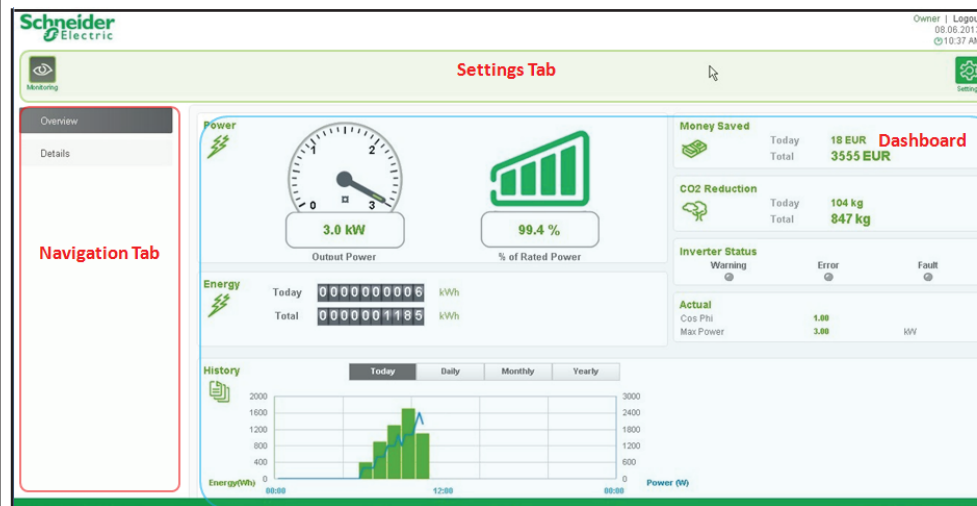 Schneider
Electric
Owner | Logou
08.06.2013
10:37 AM
Monitoring
Settings Tab
Setting
Overview
Details
Navigation Tab
Power
1 2
0 3
3.0 kW
Output Power
99.4 %
% of Rated Power
Energy
Today 0000000006 kWh
Total 0000001185 kWh
Money Saved
Today 18 EUR
Total 3555 EUR
Dashboard
CO2 Reduction
Today 104 kg
Total 847 kg
Inverter Status
Warning Error Fault
Actual
Cos Phi 1.00
Max Power 3.00 kW
History
Today Daily Monthly Yearly
2000 3000
1600 2400
1200 1800
800 1200
400 600
0 0
Energy(Wh) Power (W)
00:00 12:00 00:00